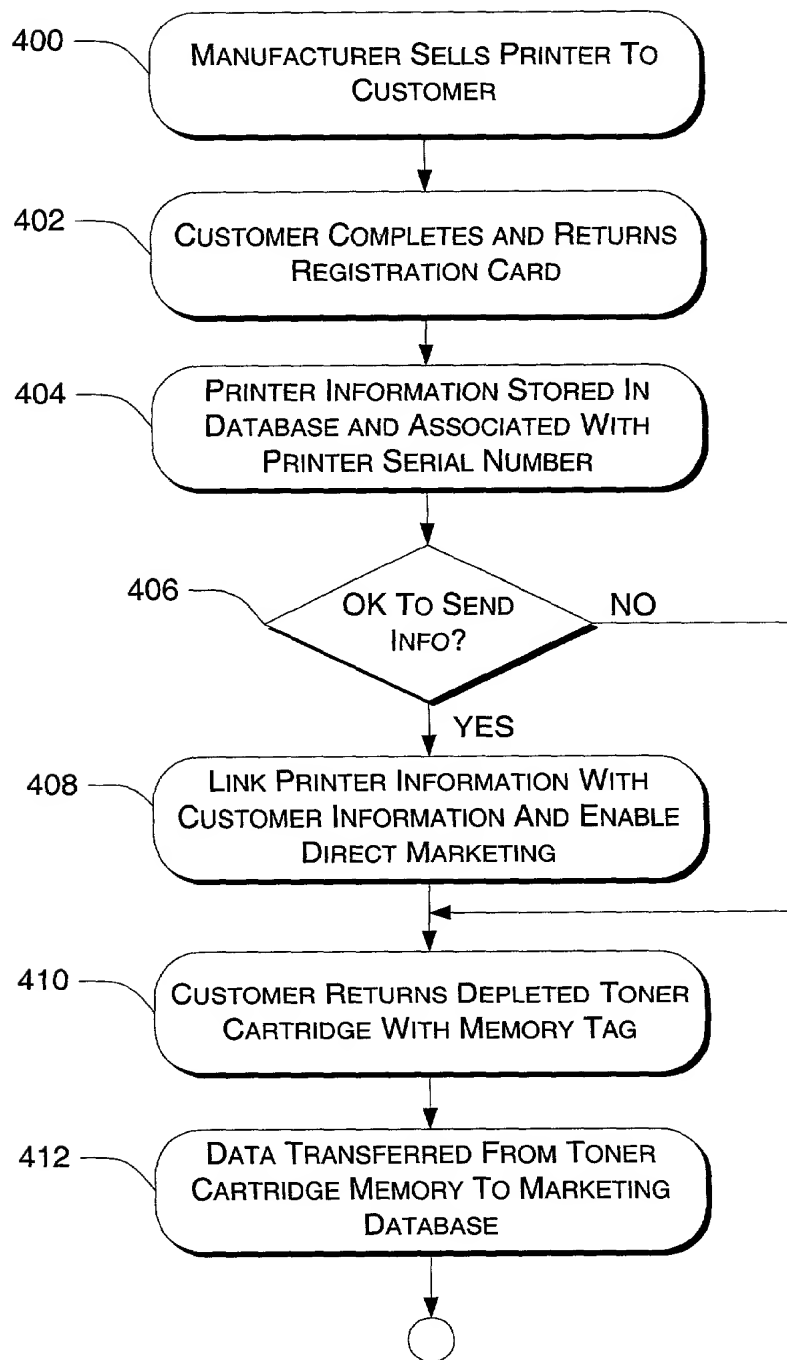 400
MANUFACTURER SELLS PRINTER TO
CUSTOMER
402
CUSTOMER COMPLETES AND RETURNS
REGISTRATION CARD
404
PRINTER INFORMATION STORED IN
DATABASE AND ASSOCIATED WITH
PRINTER SERIAL NUMBER
406
OK TO SEND
INFO?
NO
YES
408
LINK PRINTER INFORMATION WITH
CUSTOMER INFORMATION AND ENABLE
DIRECT MARKETING
410
CUSTOMER RETURNS DEPLETED TONER
CARTRIDGE WITH MEMORY TAG
412
DATA TRANSFERRED FROM TONER
CARTRIDGE MEMORY TO MARKETING
DATABASE